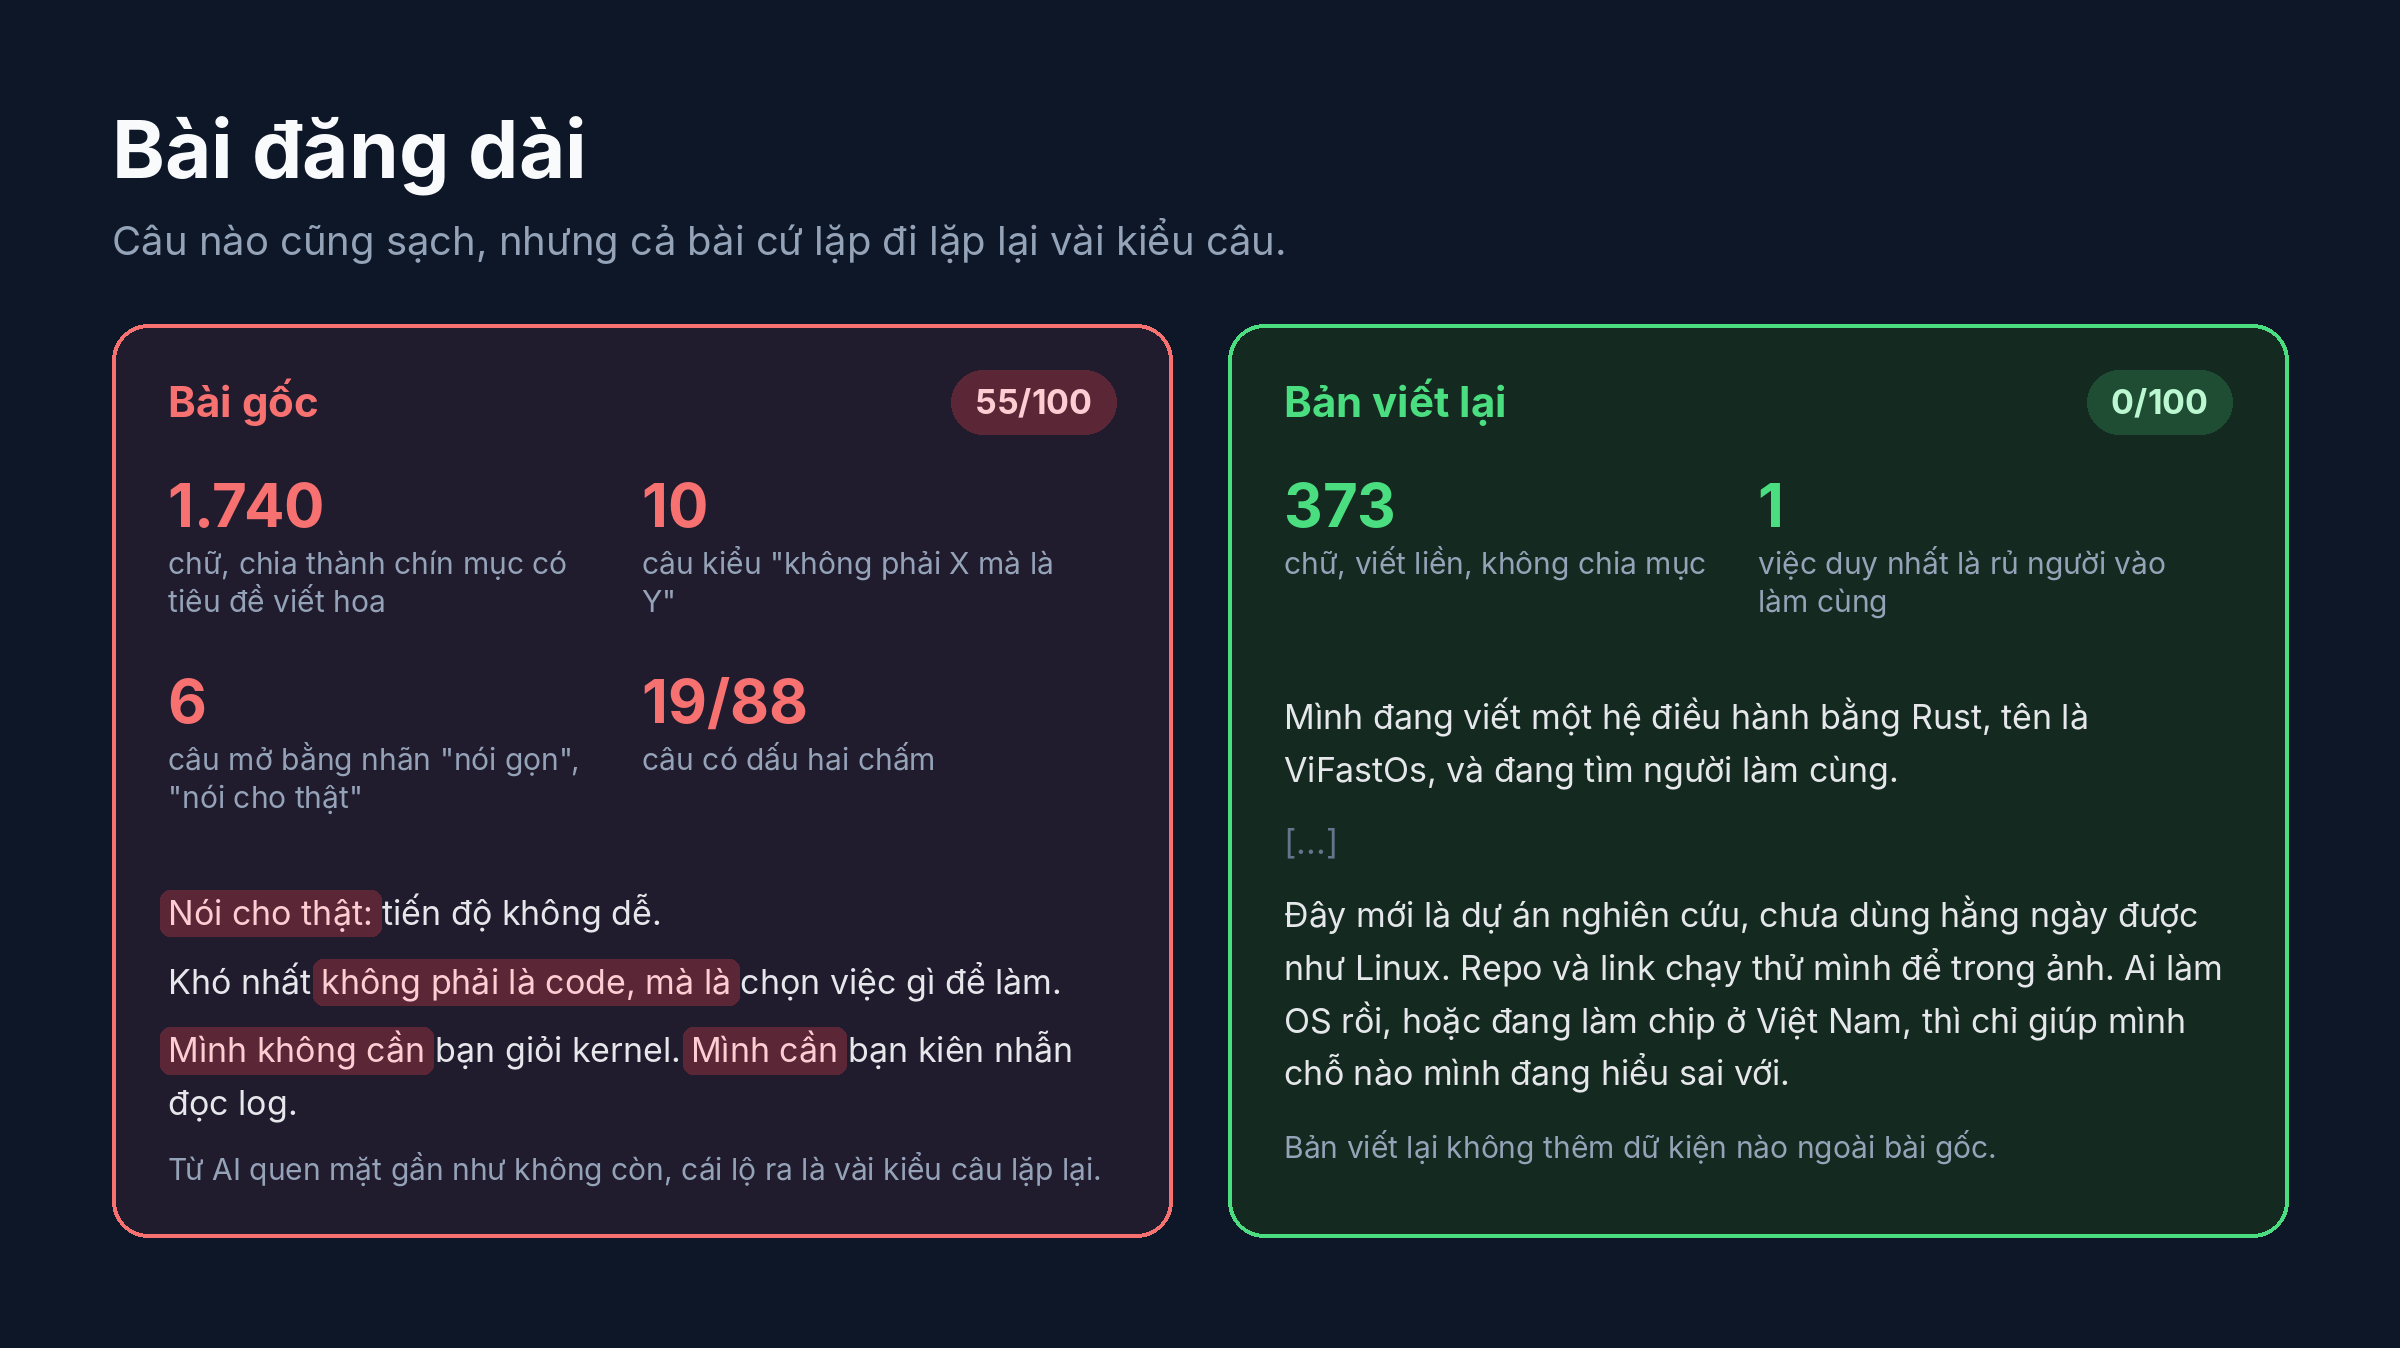 Bài đăng dài
Câu nào cũng sạch, nhưng cả bài cứ lặp đi lặp lại vài kiểu câu.
Bài gốc
55/100
1.740
chữ, chia thành chín mục có
tiêu đề viết hoa
10
câu kiểu "không phải X mà là
Y"
6
câu mở bằng nhãn "nói gọn",
"nói cho thật"
19/88
câu có dấu hai chấm
Nói cho thật: tiến độ không dễ.
Khó nhất không phải là code, mà là chọn việc gì để làm.
Mình không cần bạn giỏi kernel. Mình cần bạn kiên nhẫn
đọc log.
Từ AI quen mặt gần như không còn, cái lộ ra là vài kiểu câu lặp lại.
Bản viết lại
0/100
373
chữ, viết liền, không chia mục
1
việc duy nhất là rủ người vào
làm cùng
Mình đang viết một hệ điều hành bằng Rust, tên là
ViFastOs, và đang tìm người làm cùng.
[...]
Đây mới là dự án nghiên cứu, chưa dùng hằng ngày được
như Linux. Repo và link chạy thử mình để trong ảnh. Ai làm
OS rồi, hoặc đang làm chip ở Việt Nam, thì chỉ giúp mình
chỗ nào mình đang hiểu sai với.
Bản viết lại không thêm dữ kiện nào ngoài bài gốc.